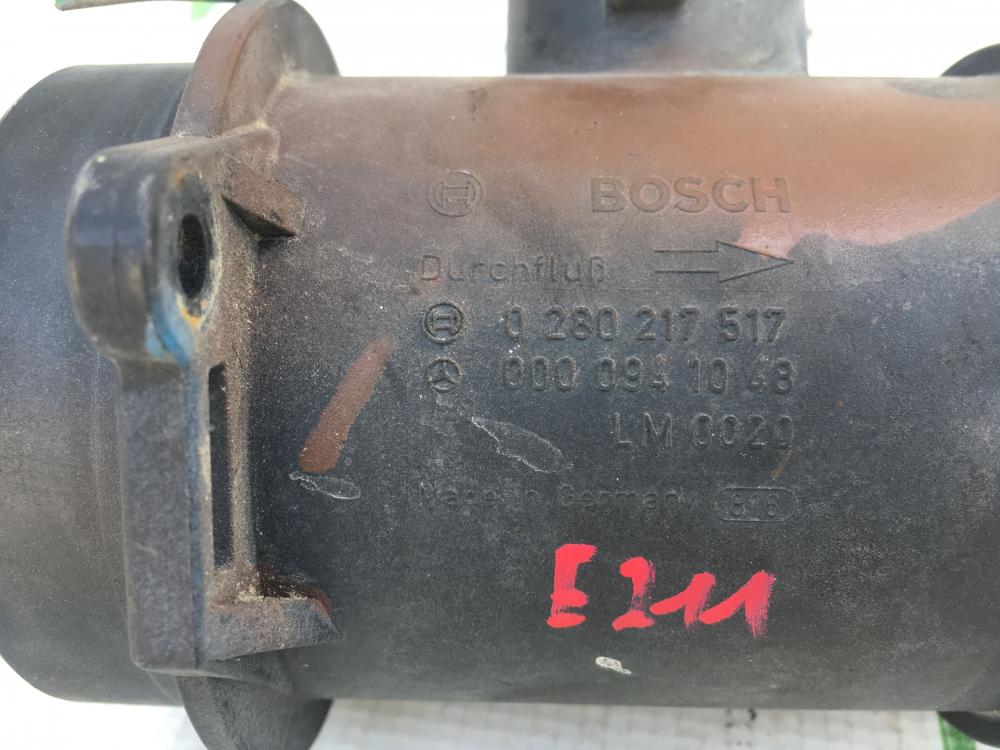 BOSCH
Durchfluß
0 280 217 517
000 094 10 48
LM 0020
Made in Germany 816
E211